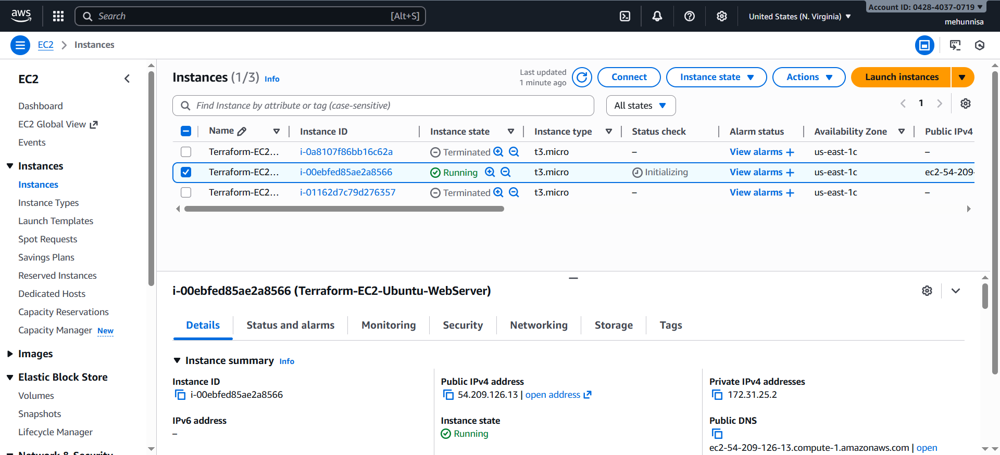 aws
Search [Alt+S]
United States (N. Virginia)
Account ID: 0428-4037-0719
mehunnisa
EC2 Instances
EC2
Dashboard
EC2 Global View
Events
Instances
Instances
Instance Types
Launch Templates
Spot Requests
Savings Plans
Reserved Instances
Dedicated Hosts
Capacity Reservations
Capacity Manager New
Images
Elastic Block Store
Volumes
Snapshots
Lifecycle Manager
Network & Security
Instances (1/3) Info
Last updated
1 minute ago
Connect
Instance state
Actions
Launch instances
Find Instance by attribute or tag (case-sensitive)
All states
1
Name Instance ID Instance state Instance type Status check Alarm status Availability Zone Public IPv4
Terraform-EC2... i-0a8107f86bb16c62a Terminated t3.micro – View alarms + us-east-1c –
Terraform-EC2... i-00ebfed85ae2a8566 Running t3.micro Initializing View alarms + us-east-1c ec2-54-209-
Terraform-EC2... i-01162d7c79d276357 Terminated t3.micro – View alarms + us-east-1c –
i-00ebfed85ae2a8566 (Terraform-EC2-Ubuntu-WebServer)
Details Status and alarms Monitoring Security Networking Storage Tags
Instance summary Info
Instance ID
i-00ebfed85ae2a8566
Public IPv4 address
54.209.126.13 | open address
Private IPv4 addresses
172.31.25.2
IPv6 address
–
Instance state
Running
Public DNS
ec2-54-209-126-13.compute-1.amazonaws.com | open